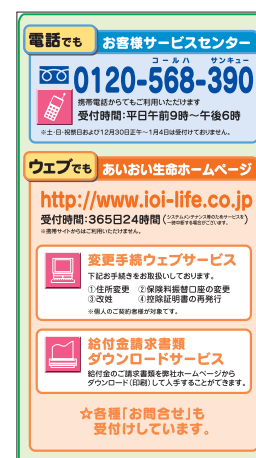 電話でも お客様サービスセンター
コールハ サンキュー
0120-568-390
携帯電話からてもご利用いただけます
受付時間:平日午前9時〜午後6時
※土・日・祝祭日および12月30日正午〜1月4日は受付けておりません。
ウェブでも あいおい生命ホームページ
http://www.ioi-life.co.jp
受付時間:365日24時間(システムメンテナンス等のためサービスを
一時中断する場合がございます。)
※携帯サイトからはご利用いただけません。
変更手続ウェブサービス
下記お手続きをお取扱いしております。
①住所変更 ②保険料振替口座の変更
③改姓 ④控除証明書の再発行
※個人のご契約者様が対象です。
給付金請求書類
ダウンロードサービス
給付金のご請求書類を弊社ホームページから
ダウンロード(印刷)して入手することができます。
☆各種「お問合せ」も
受付けしています。